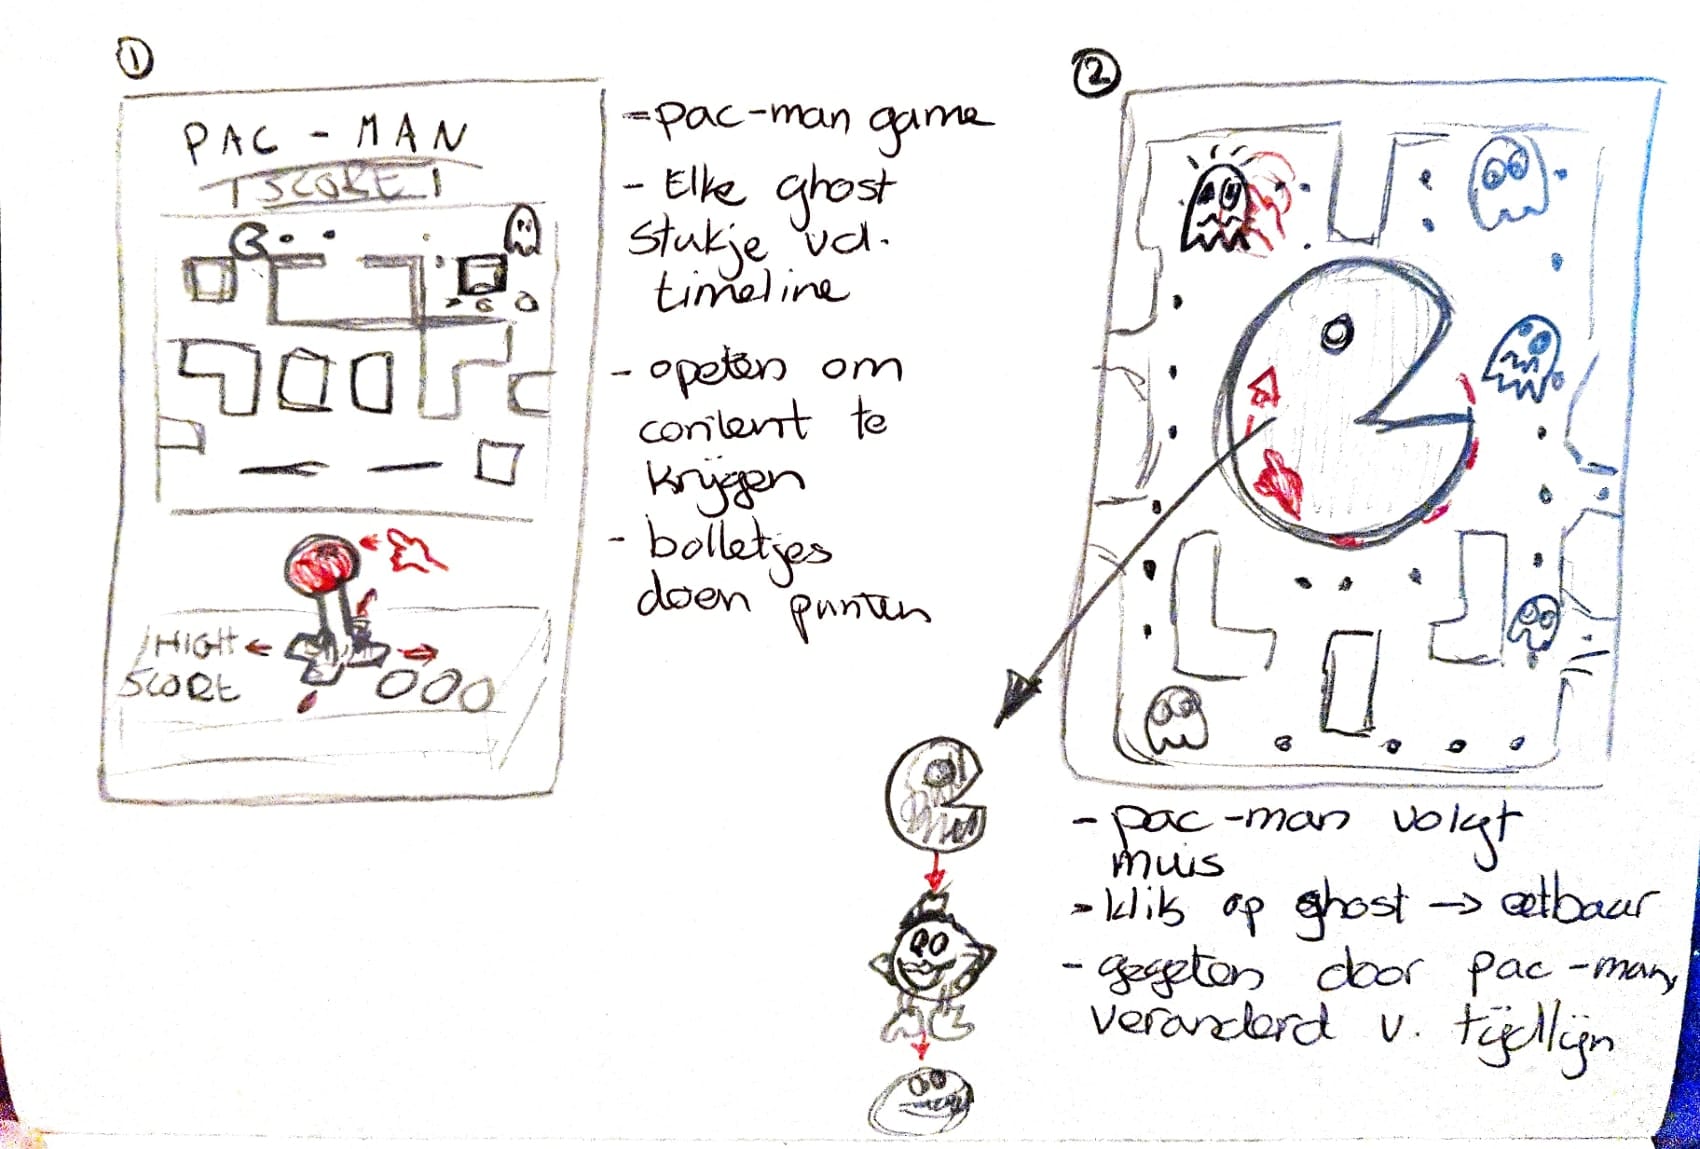 ①
PAC - MAN
SCORE
HIGH
SCORE
= pac-man game
- Elke ghost
stukje vd.
timeline
- opeten om
content te
krijgen
- bolletjes
doen punten
②
- pac-man volgt
muis
- klik op ghost → eetbaar
- gegeten door pac-man,
veranderd v. tijdlijn